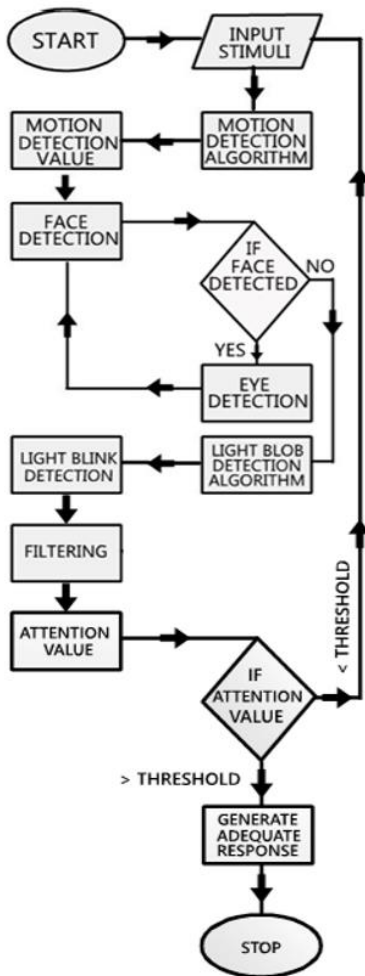 START
INPUT
STIMULI
MOTION
DETECTION
VALUE
MOTION
DETECTION
ALGORITHM
FACE
DETECTION
IF
FACE
DETECTED
NO
YES
EYE
DETECTION
LIGHT BLINK
DETECTION
LIGHT BLOB
DETECTION
ALGORITHM
FILTERING
ATTENTION
VALUE
IF
ATTENTION
VALUE
< THRESHOLD
> THRESHOLD
GENERATE
ADEQUATE
RESPONSE
STOP